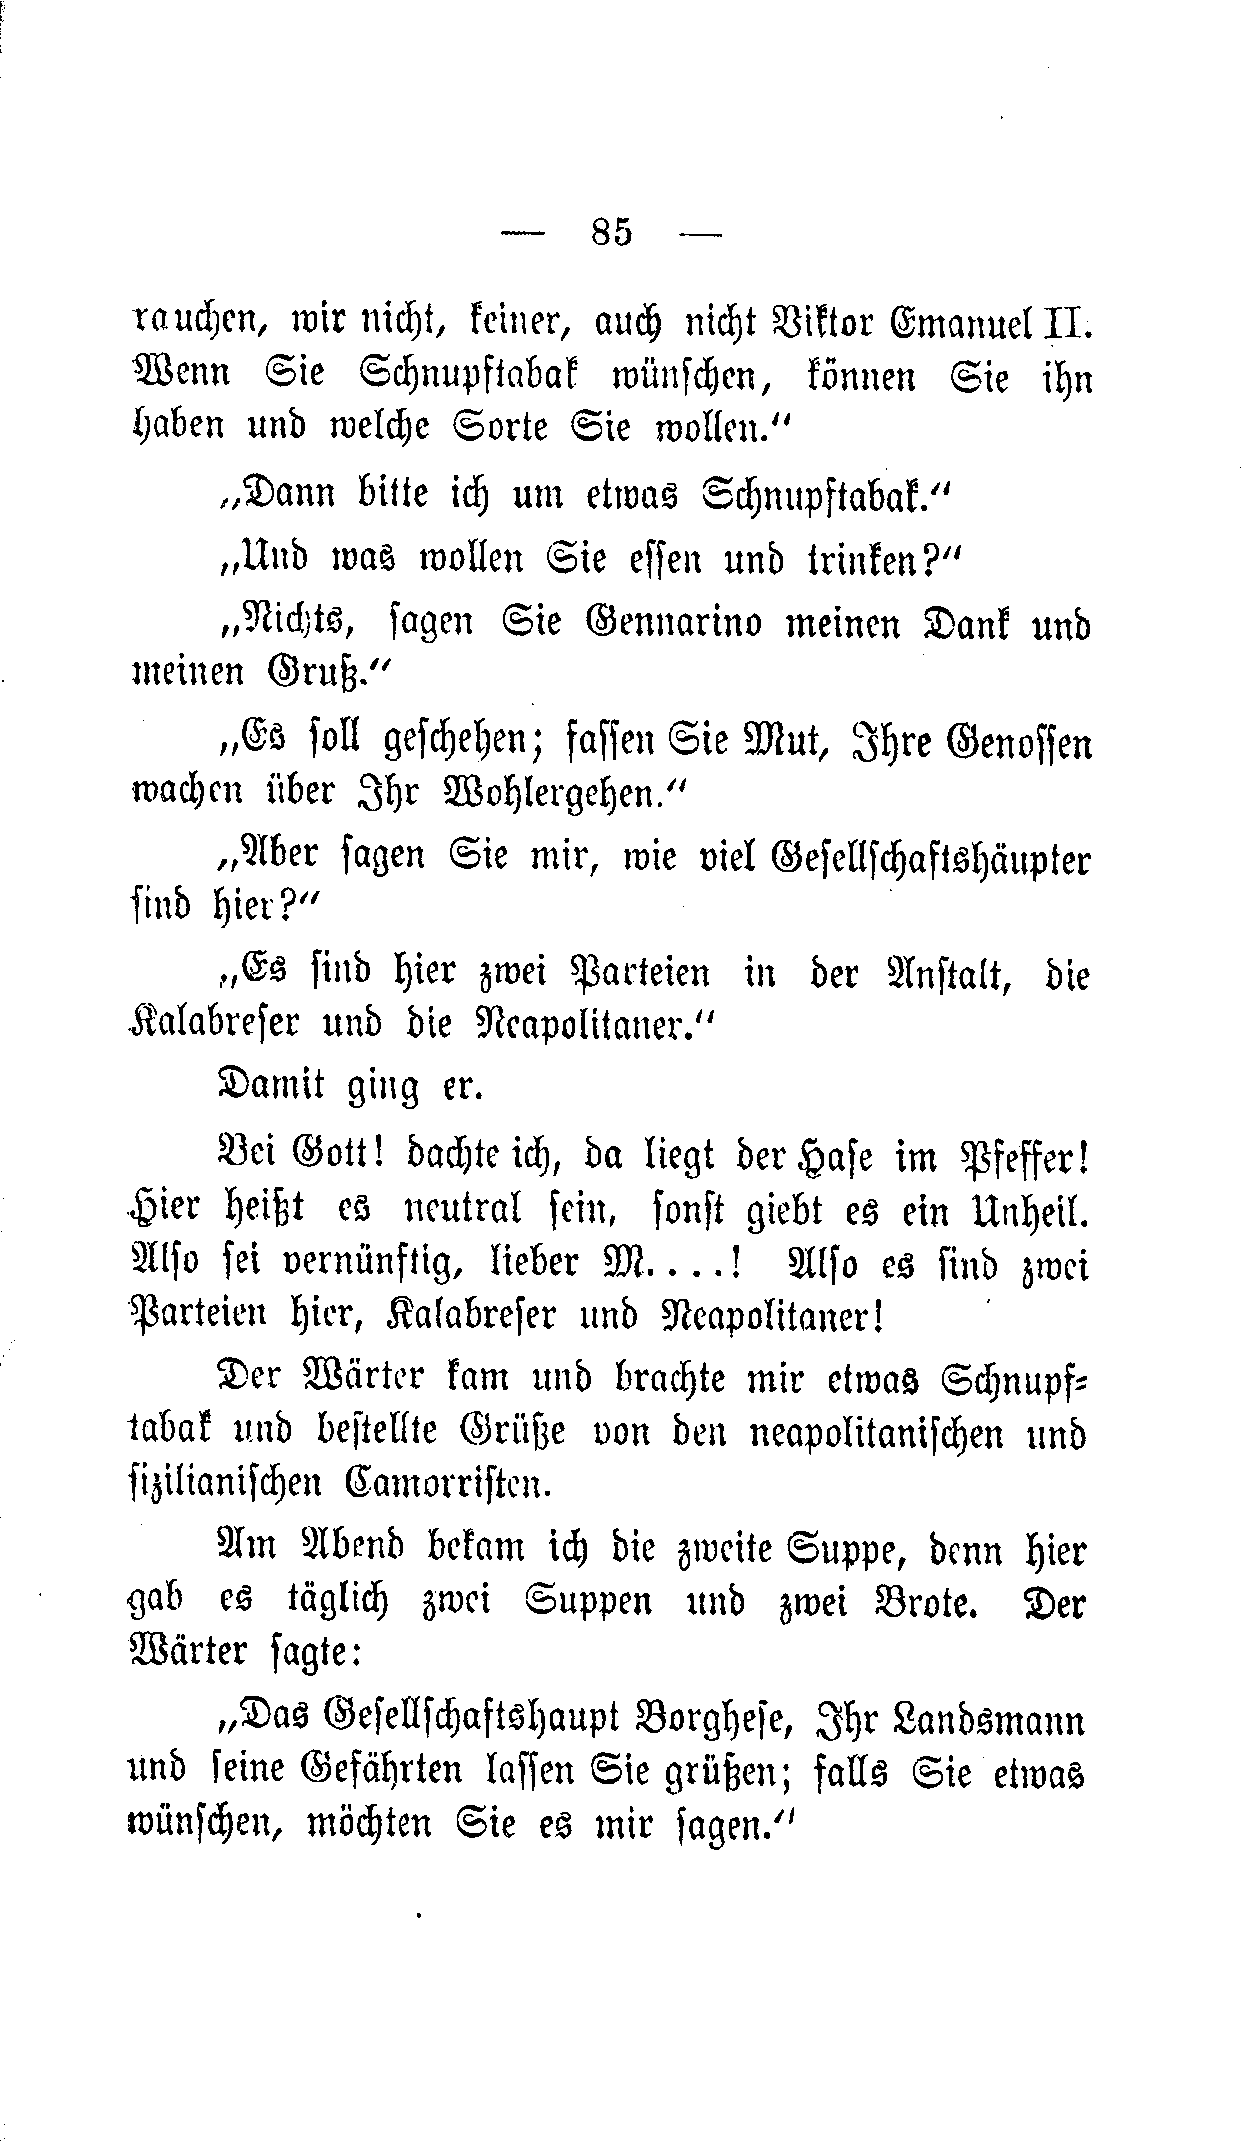 — 85 —
rauchen, wir nicht, keiner, auch nicht Viktor Emanuel II.
Wenn Sie Schnupftabak wünschen, können Sie ihn
haben und welche Sorte Sie wollen.“
„Dann bitte ich um etwas Schnupftabak.“
„Und was wollen Sie essen und trinken?“
„Nichts, sagen Sie Gennarino meinen Dank und
meinen Gruß.“
„Es soll geschehen; fassen Sie Mut, Ihre Genossen
wachen über Ihr Wohlergehen.“
„Aber sagen Sie mir, wie viel Gesellschaftshäupter
sind hier?“
„Es sind hier zwei Parteien in der Anstalt, die
Kalabreser und die Neapolitaner.“
Damit ging er.
Bei Gott! dachte ich, da liegt der Hase im Pfeffer!
Hier heißt es neutral sein, sonst giebt es ein Unheil.
Also sei vernünftig, lieber M....! Also es sind zwei
Parteien hier, Kalabreser und Neapolitaner!
Der Wärter kam und brachte mir etwas Schnupf-
tabak und bestellte Grüße von den neapolitanischen und
sizilianischen Camorristen.
Am Abend bekam ich die zweite Suppe, denn hier
gab es täglich zwei Suppen und zwei Brote. Der
Wärter sagte:
„Das Gesellschaftshaupt Borghese, Ihr Landsmann
und seine Gefährten lassen Sie grüßen; falls Sie etwas
wünschen, möchten Sie es mir sagen.“